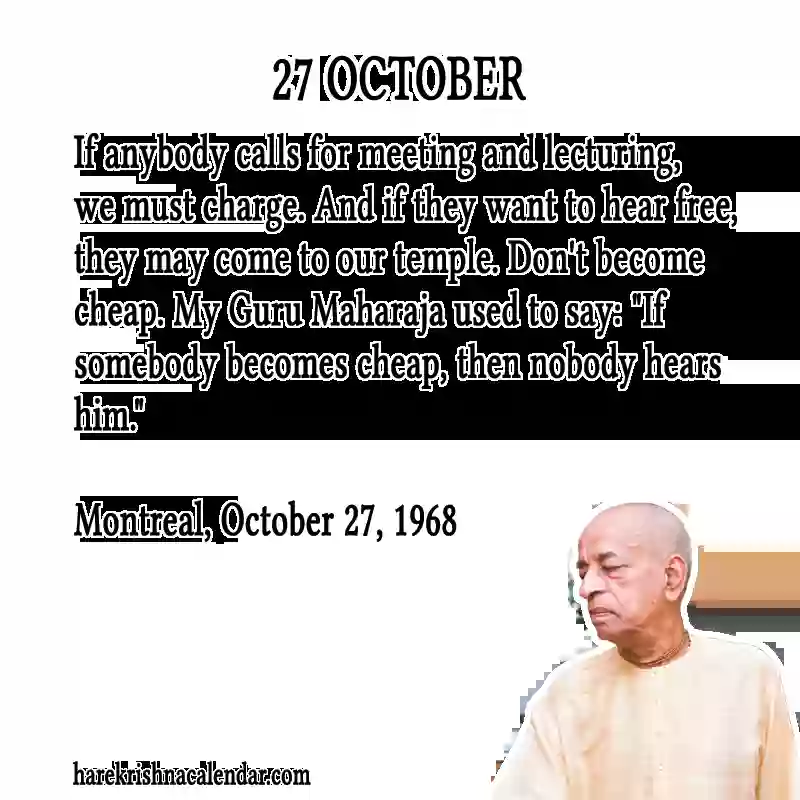 27 OCTOBER
If anybody calls for meeting and lecturing,
we must charge. And if they want to hear free,
they may come to our temple. Don't become
cheap. My Guru Maharaja used to say: "If
somebody becomes cheap, then nobody hears
him."
Montreal, October 27, 1968
harekrishnacalendar.com